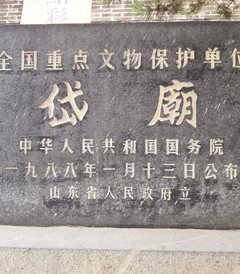 全国重点文物保护单位
岱廟
中华人民共和国国务院
一九八八年一月十三日公布
山东省人民政府立